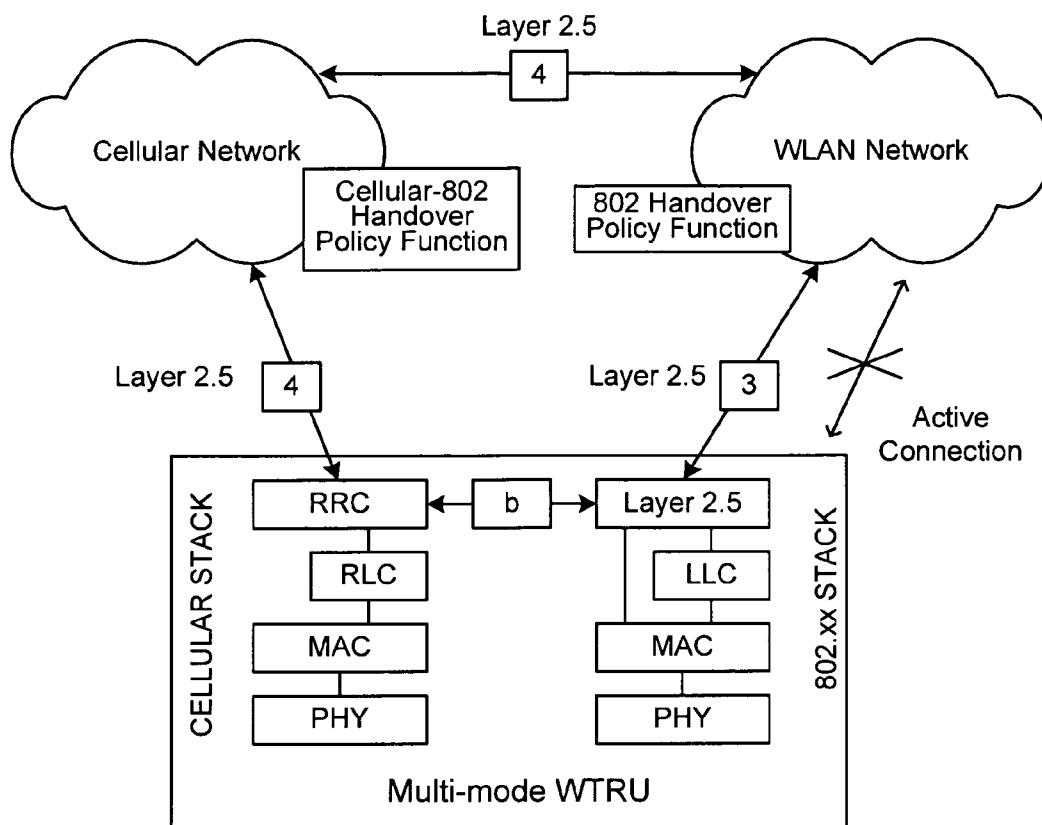 Layer 2.5
4
Cellular Network
WLAN Network
Cellular-802
Handover
Policy Function
802 Handover
Policy Function
Layer 2.5
4
Layer 2.5
3
Active
Connection
CELLULAR STACK
RRC
b
Layer 2.5
802.xx STACK
RLC
LLC
MAC
MAC
PHY
PHY
Multi-mode WTRU